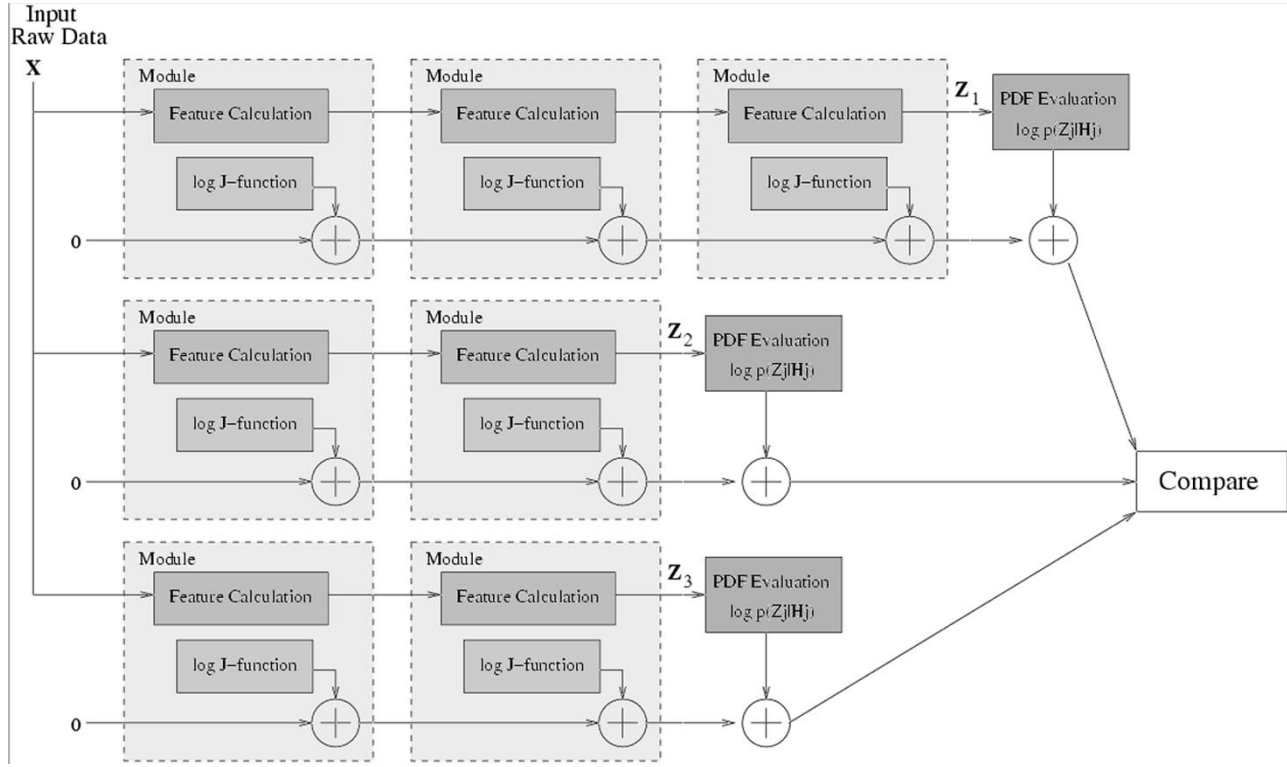 Input
Raw Data
X
Module
Feature Calculation
log J–function
Module
Feature Calculation
log J–function
Module
Feature Calculation
log J–function
Z1
PDF Evaluation
log p(Zj|Hj)
0
Module
Feature Calculation
log J–function
Module
Feature Calculation
log J–function
Z2
PDF Evaluation
log p(Zj|Hj)
0
Compare
Module
Feature Calculation
log J–function
Module
Feature Calculation
log J–function
Z3
PDF Evaluation
log p(Zj|Hj)
0